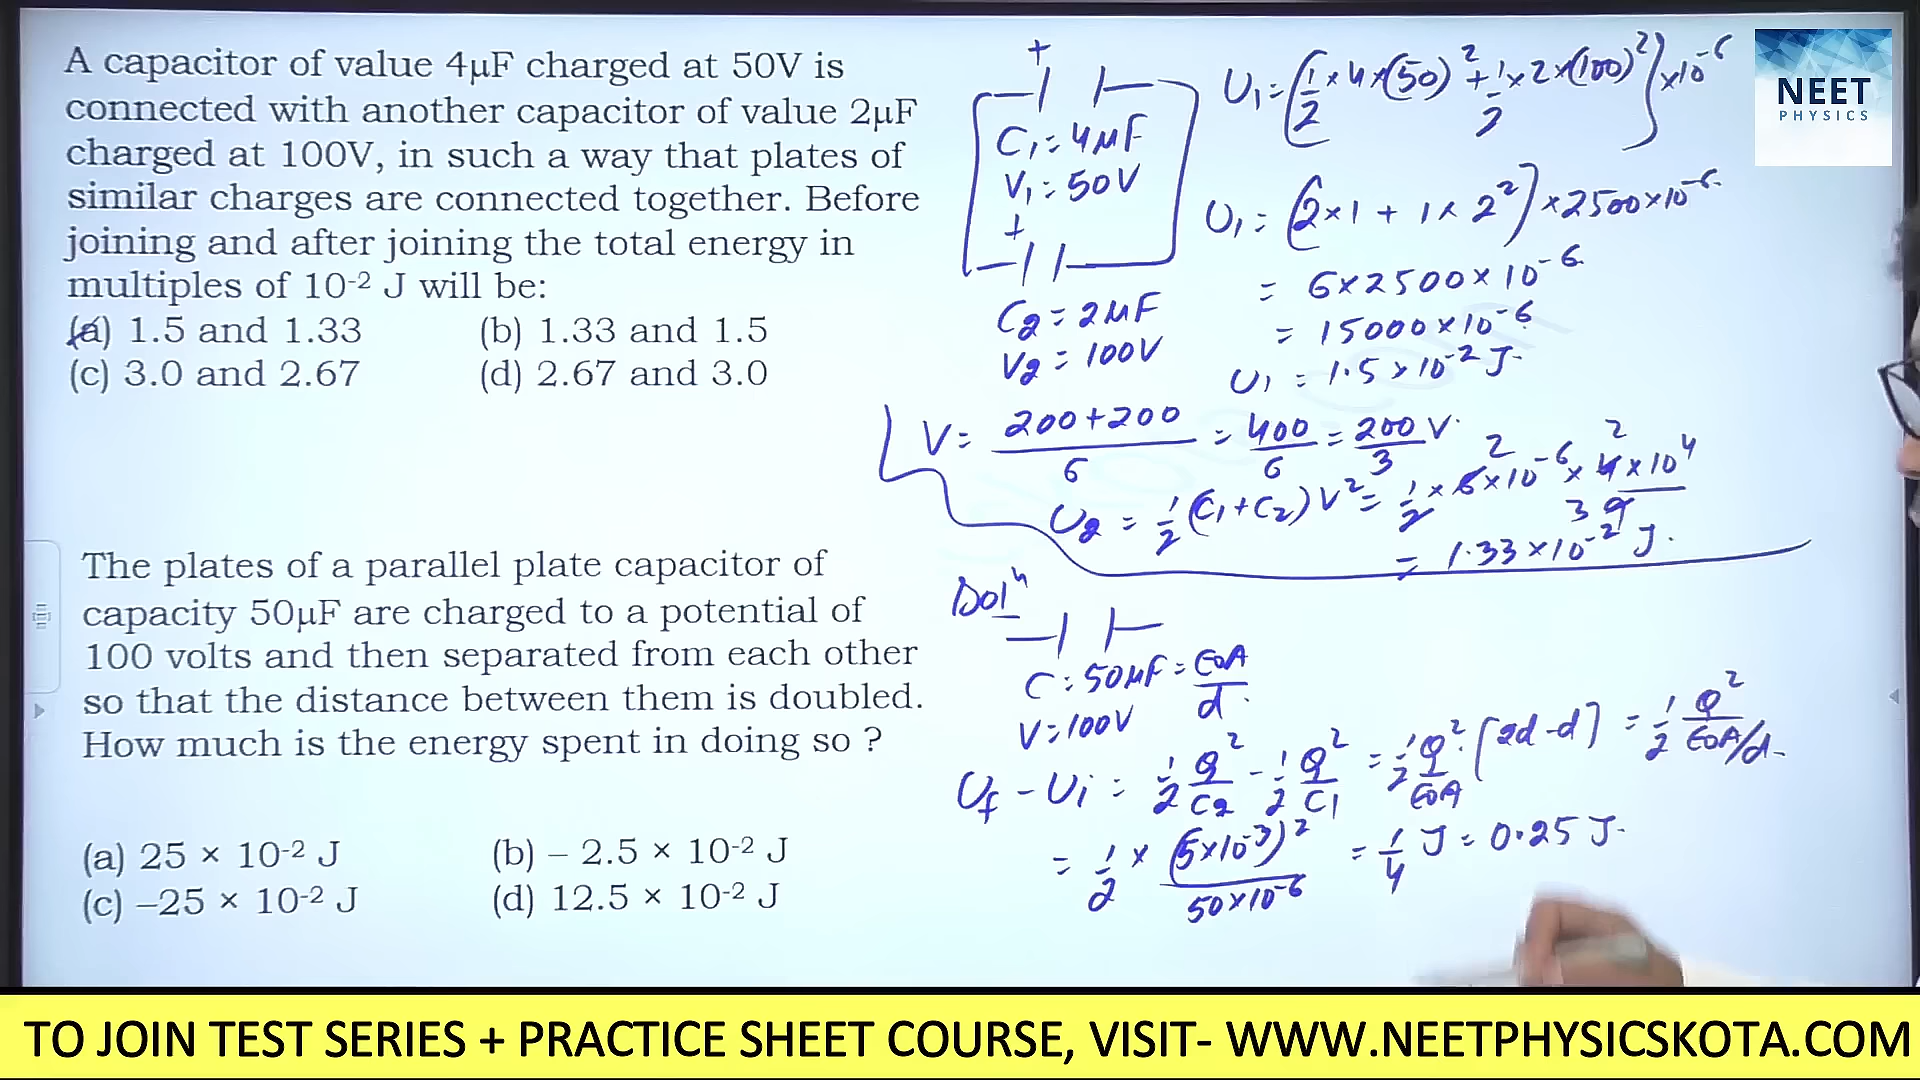 A capacitor of value 4μF charged at 50V is
connected with another capacitor of value 2μF
charged at 100V, in such a way that plates of
similar charges are connected together. Before
joining and after joining the total energy in
multiples of 10⁻² J will be:
(a) 1.5 and 1.33
(b) 1.33 and 1.5
(c) 3.0 and 2.67
(d) 2.67 and 3.0
+
C₁ = 4μF
V₁ = 50V
+
C₂ = 2μF
V₂ = 100V
U₁ = (1/2 × 4 × (50)² + 1/2 × 2 × (100)²) × 10⁻⁶
U₁ = (2×1 + 1×2²) × 2500 × 10⁻⁶
= 6 × 2500 × 10⁻⁶
= 15000 × 10⁻⁶
U₁ = 1.5 × 10⁻² J.
V = (200+200)/6 = 400/6 = 200/3 V.
U₂ = 1/2 (C₁+C₂) V² = 1/2 × 6 × 10⁻⁶ × 4×10⁴/9
2 2 3
= 1.33 × 10⁻² J.
NEET
PHYSICS
The plates of a parallel plate capacitor of
capacity 50μF are charged to a potential of
100 volts and then separated from each other
so that the distance between them is doubled.
How much is the energy spent in doing so ?
(a) 25 × 10⁻² J
(b) – 2.5 × 10⁻² J
(c) –25 × 10⁻² J
(d) 12.5 × 10⁻² J
Solⁿ
C = 50μF = ϵ₀A/d.
V = 100V
U_f - U_i = 1/2 Q²/C₂ - 1/2 Q²/C₁ = 1/2 Q²/ϵ₀A [2d-d] = 1/2 Q²/(ϵ₀A/d)
= 1/2 × (5×10⁻³)²/(50×10⁻⁶) = 1/4 J = 0.25 J.
TO JOIN TEST SERIES + PRACTICE SHEET COURSE, VISIT- WWW.NEETPHYSICSKOTA.COM